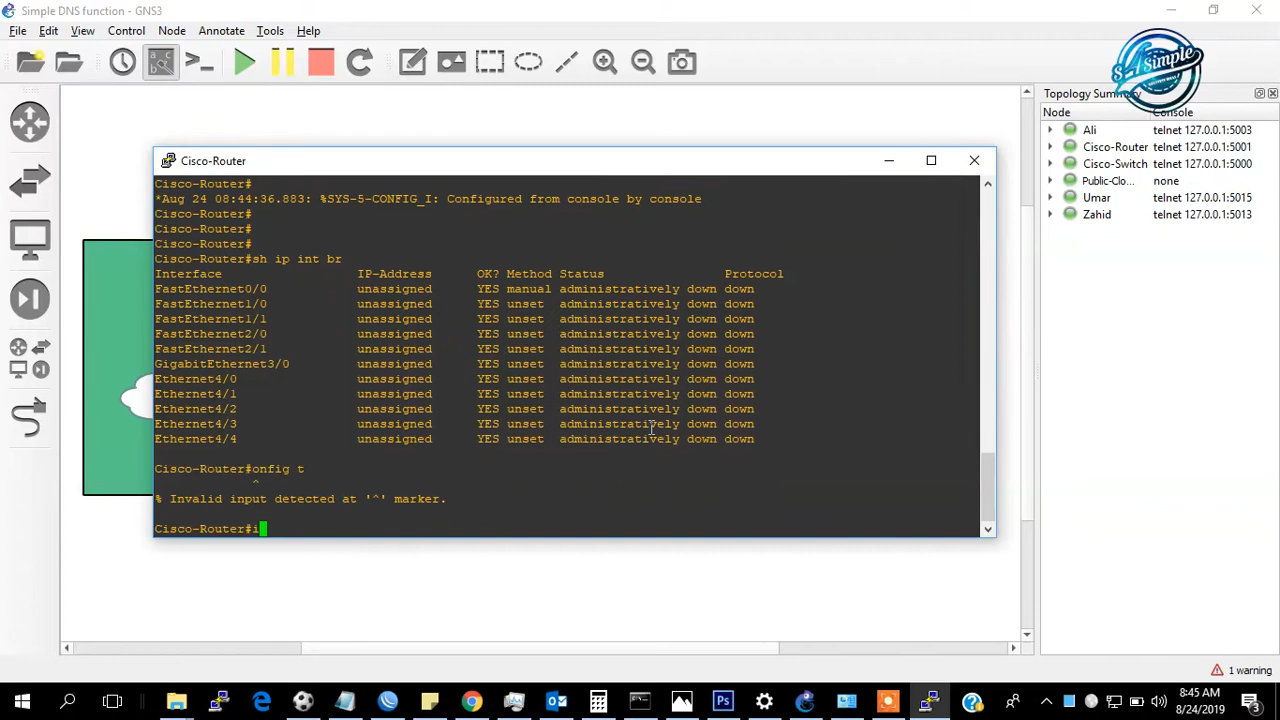 Simple DNS function - GNS3
File Edit View Control Node Annotate Tools Help
S-4 Simple
Topology Summ
Node Console
Ali telnet 127.0.0.1:5003
Cisco-Router telnet 127.0.0.1:5001
Cisco-Switch telnet 127.0.0.1:5000
Public-Clo... none
Umar telnet 127.0.0.1:5015
Zahid telnet 127.0.0.1:5013
Cisco-Router
Cisco-Router#
*Aug 24 08:44:36.883: %SYS-5-CONFIG_I: Configured from console by console
Cisco-Router#
Cisco-Router#
Cisco-Router#
Cisco-Router#sh ip int br
Interface IP-Address OK? Method Status Protocol
FastEthernet0/0 unassigned YES manual administratively down down
FastEthernet1/0 unassigned YES unset administratively down down
FastEthernet1/1 unassigned YES unset administratively down down
FastEthernet2/0 unassigned YES unset administratively down down
FastEthernet2/1 unassigned YES unset administratively down down
GigabitEthernet3/0 unassigned YES unset administratively down down
Ethernet4/0 unassigned YES unset administratively down down
Ethernet4/1 unassigned YES unset administratively down down
Ethernet4/2 unassigned YES unset administratively down down
Ethernet4/3 unassigned YES unset administratively down down
Ethernet4/4 unassigned YES unset administratively down down
Cisco-Router#onfig t
^
% Invalid input detected at '^' marker.
Cisco-Router#i
1 warning
8:45 AM
8/24/2019
3